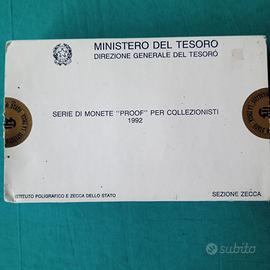 MINISTERO DEL TESORO
DIREZIONE GENERALE DEL TESORO
SERIE DI MONETE "PROOF" PER COLLEZIONISTI
1992
ISTITUTO POLIGRAFICO E ZECCA DELLO STATO
SEZIONE ZECCA
subito